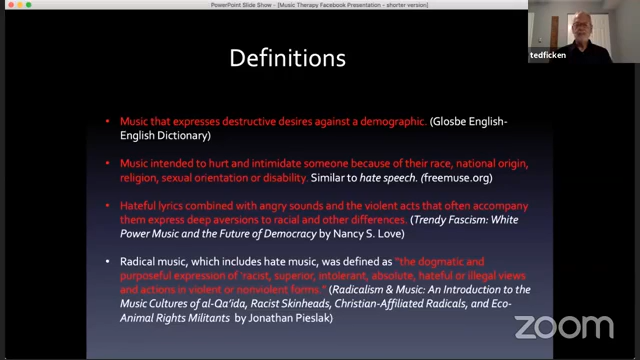 PowerPoint Slide Show - [Music Therapy Facebook Presentation - shorter version]
tedficken
Definitions
• Music that expresses destructive desires against a demographic. (Glosbe English-
English Dictionary)
• Music intended to hurt and intimidate someone because of their race, national origin,
religion, sexual orientation or disability. Similar to hate speech. (freemuse.org)
• Hateful lyrics combined with angry sounds and the violent acts that often accompany
them express deep aversions to racial and other differences. (Trendy Fascism: White
Power Music and the Future of Democracy by Nancy S. Love)
• Radical music, which includes hate music, was defined as "the dogmatic and
purposeful expression of 'racist, superior, intolerant, absolute, hateful or illegal views
and actions in violent or nonviolent forms." (Radicalism & Music: An Introduction to the
Music Cultures of al-Qa'ida, Racist Skinheads, Christian-Affiliated Radicals, and Eco-
Animal Rights Militants by Jonathan Pieslak)
zoom